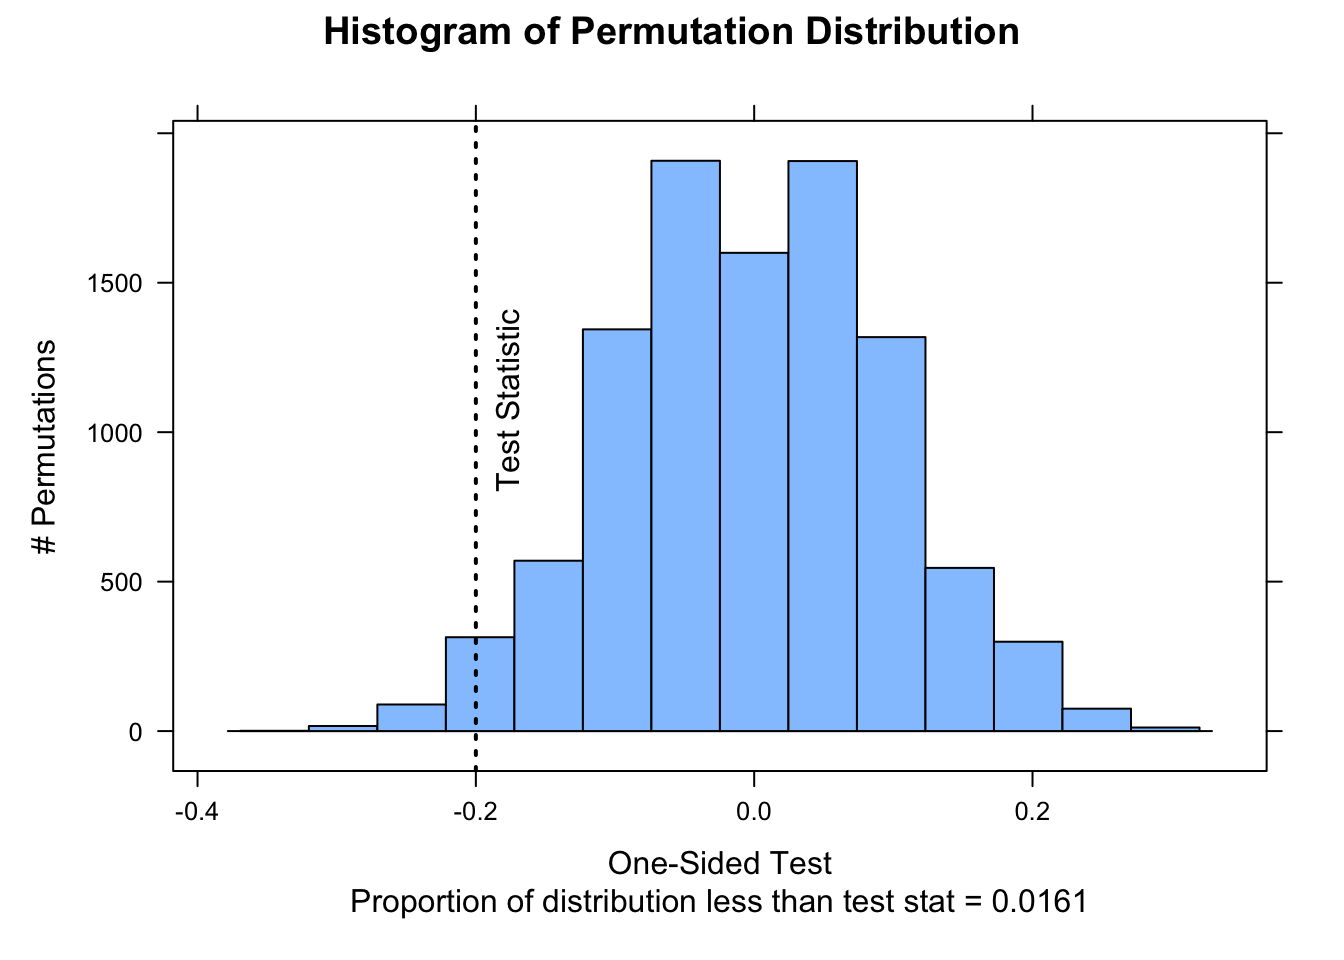 Histogram of Permutation Distribution
# Permutations
1500
1000
500
0
Test Statistic
-0.4
-0.2
0.0
0.2
One-Sided Test
Proportion of distribution less than test stat = 0.0161